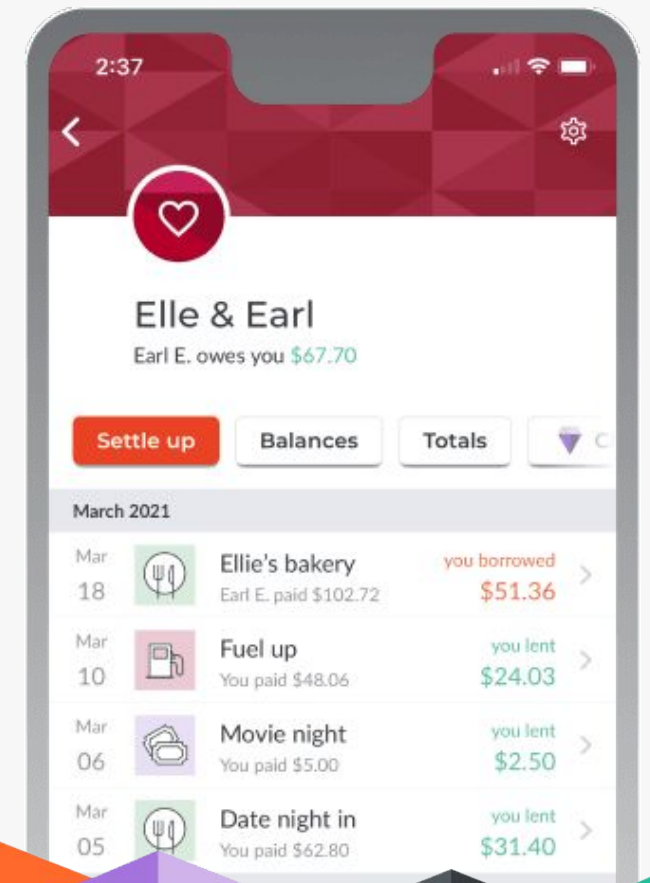 2:37
Elle & Earl
Earl E. owes you $67.70
Settle up
Balances
Totals
March 2021
Mar
18
Ellie's bakery
Earl E. paid $102.72
you borrowed
$51.36
Mar
10
Fuel up
You paid $48.06
you lent
$24.03
Mar
06
Movie night
You paid $5.00
you lent
$2.50
Mar
05
Date night in
You paid $62.80
you lent
$31.40